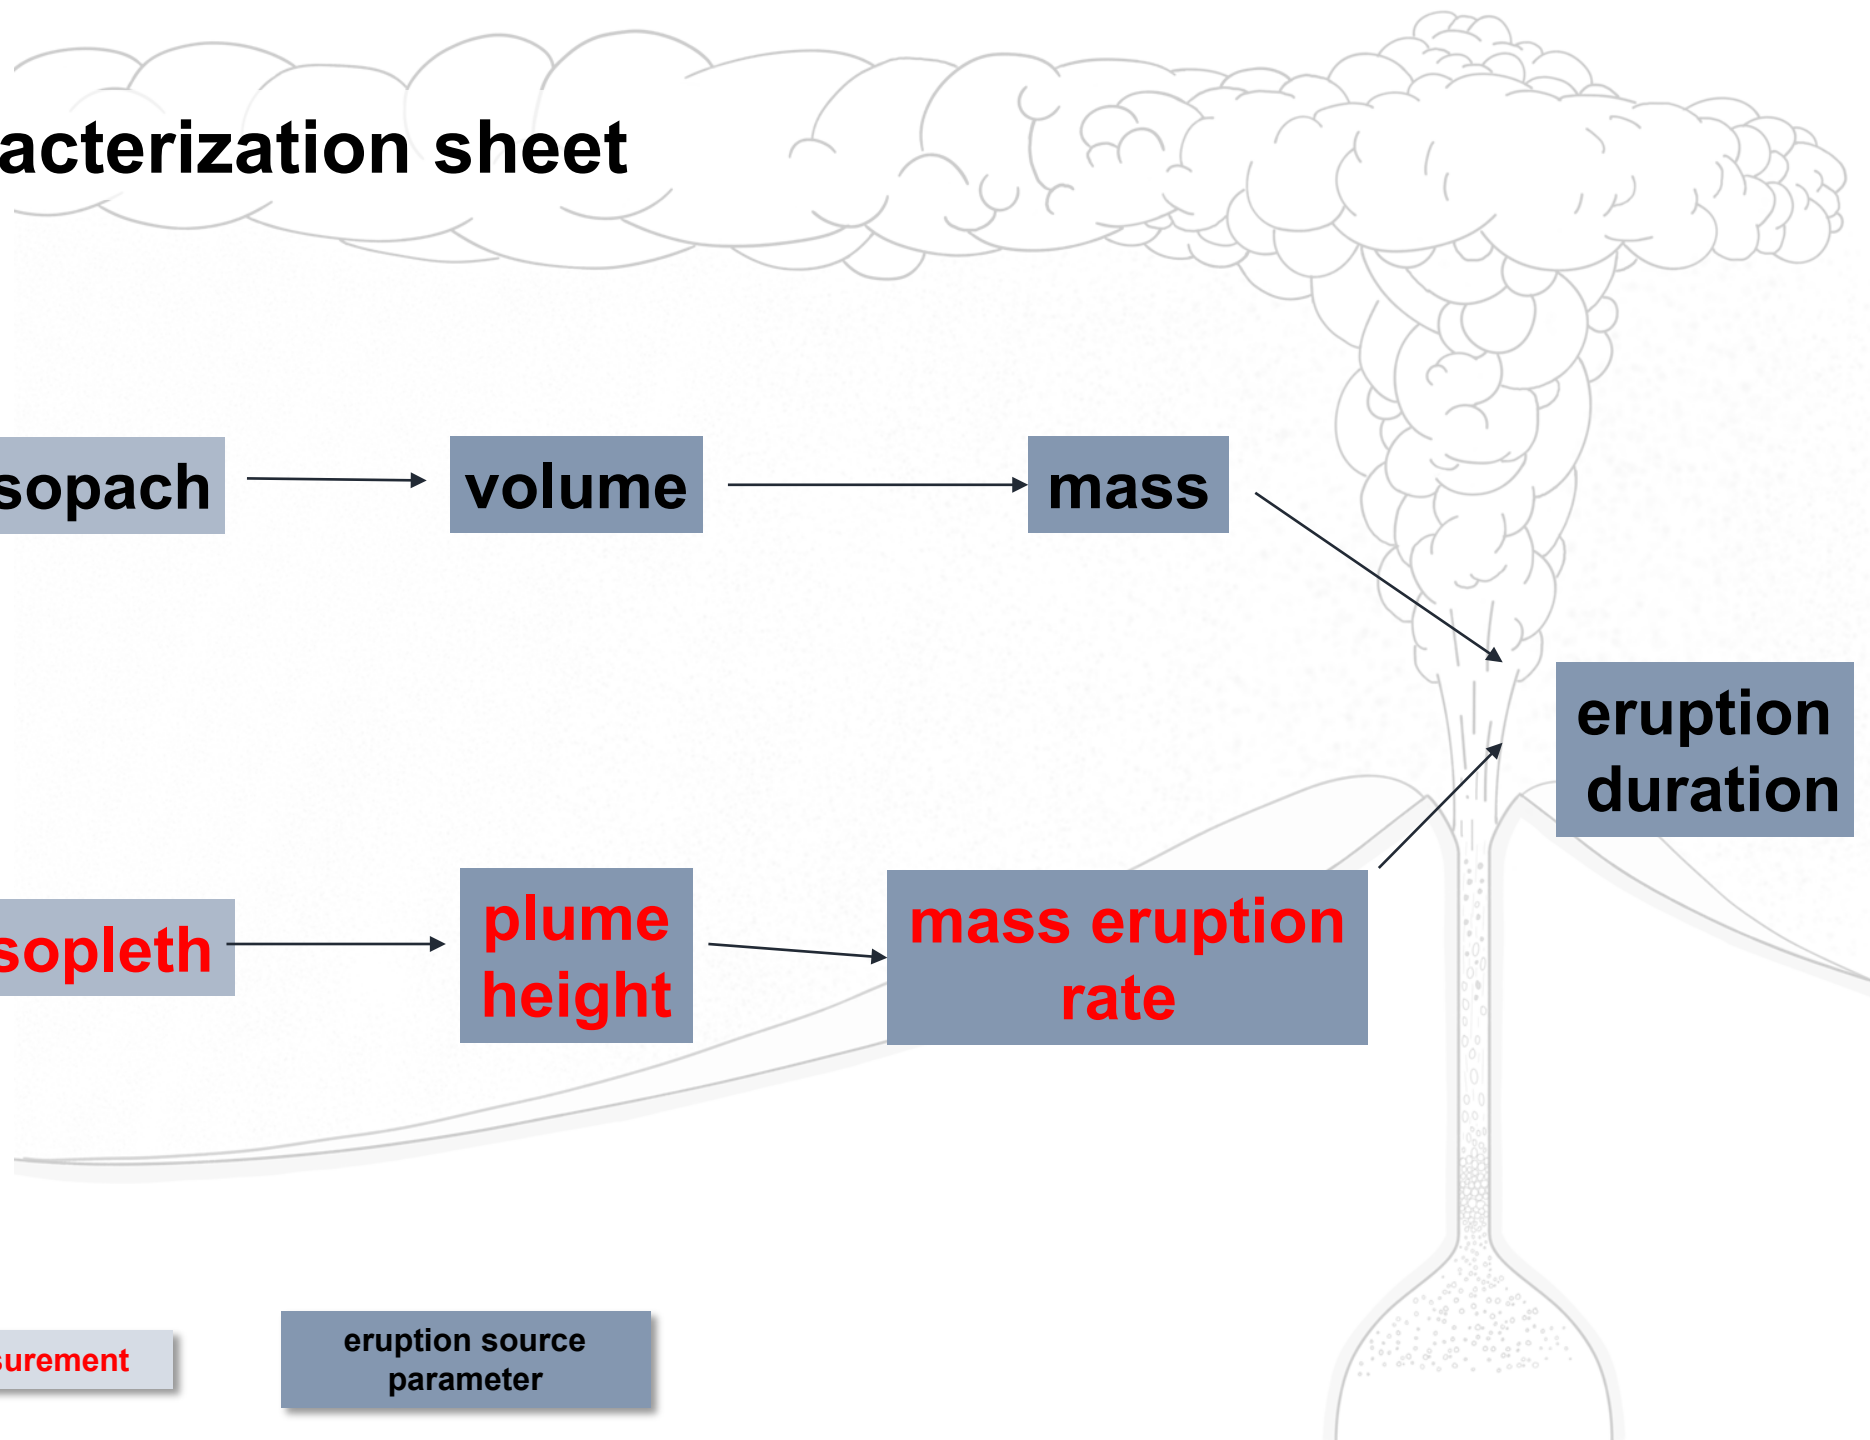 acterization sheet
sopach
volume
mass
eruption
duration
sopleth
plume
height
mass eruption
rate
surement
eruption source
parameter